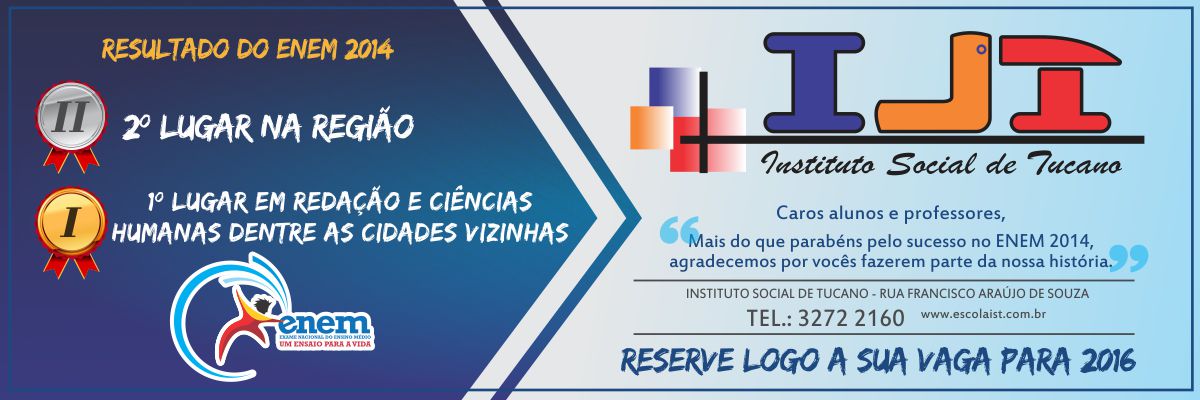 RESULTADO DO ENEM 2014
II
2º LUGAR NA REGIÃO
I
1º LUGAR EM REDAÇÃO E CIÊNCIAS
HUMANAS DENTRE AS CIDADES VIZINHAS
enem
EXAME NACIONAL DO ENSINO MÉDIO
UM ENSAIO PARA A VIDA
IST
Instituto Social de Tucano
Caros alunos e professores,
“Mais do que parabéns pelo sucesso no ENEM 2014,
agradecemos por vocês fazerem parte da nossa história.”
INSTITUTO SOCIAL DE TUCANO - RUA FRANCISCO ARAÚJO DE SOUZA
TEL.: 3272 2160 www.escolaist.com.br
RESERVE LOGO A SUA VAGA PARA 2016